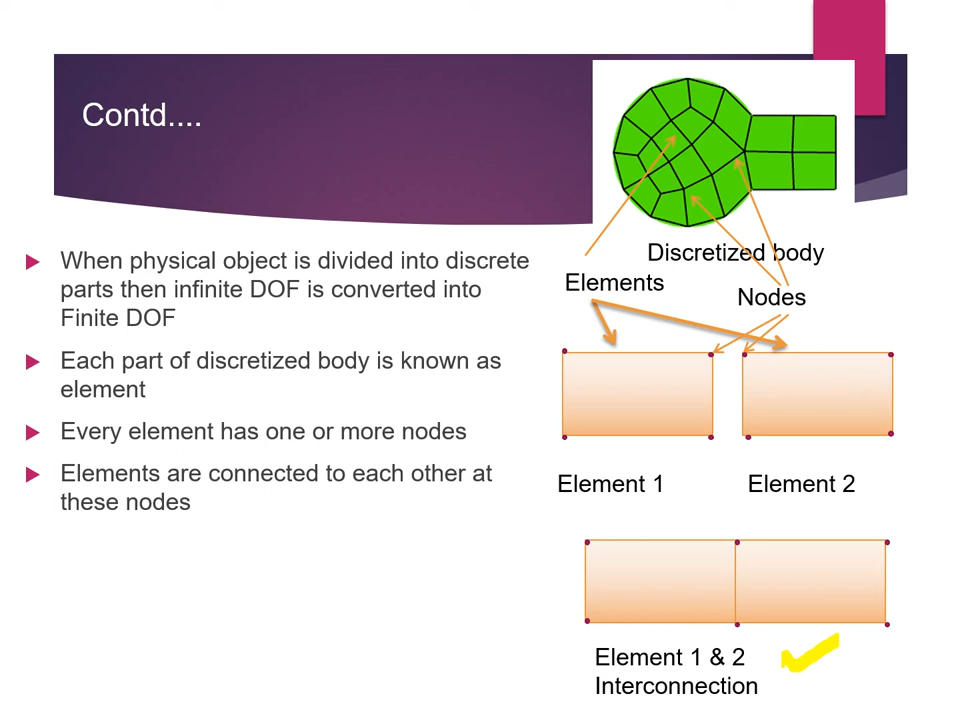 Contd....
When physical object is divided into discrete
parts then infinite DOF is converted into
Finite DOF
Each part of discretized body is known as
element
Every element has one or more nodes
Elements are connected to each other at
these nodes
Discretized body
Elements
Nodes
Element 1
Element 2
Element 1 & 2
Interconnection